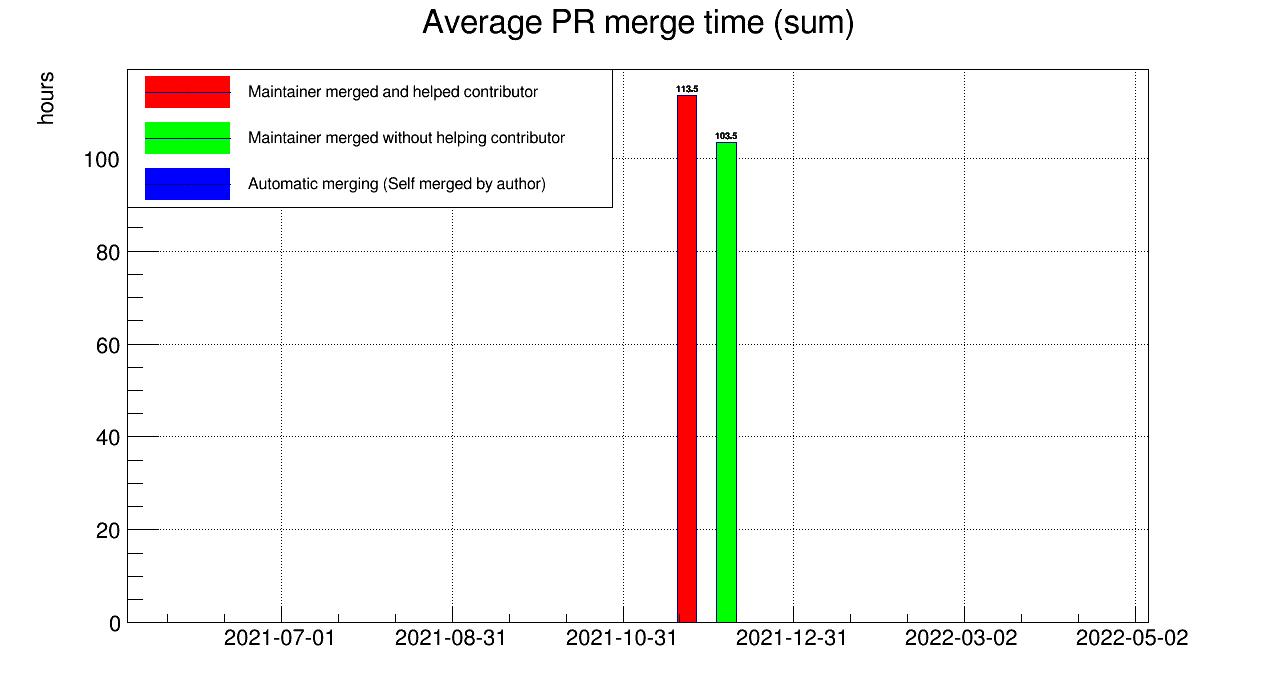 Average PR merge time (sum)
hours
Maintainer merged and helped contributor
Maintainer merged without helping contributor
Automatic merging (Self merged by author)
113.5
103.5
100
80
60
40
20
0
2021-07-01
2021-08-31
2021-10-31
2021-12-31
2022-03-02
2022-05-02